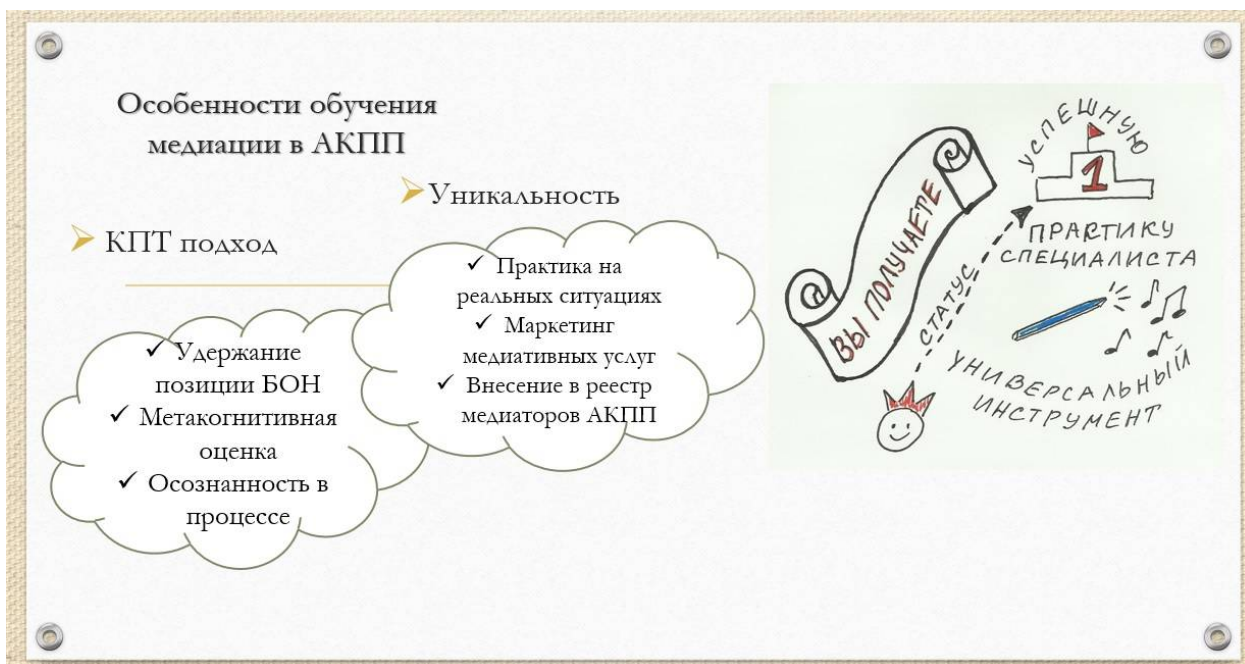 Особенности обучения
медиации в АКПП
КПТ подход
Удержание
позиции БОН
Метакогнитивная
оценка
Осознанность в
процессе
Уникальность
Практика на
реальных ситуациях
Маркетинг
медиативных услуг
Внесение в реестр
медиаторов АКПП
ВЫ ПОЛУЧАЕТЕ
СТАТУС
УСПЕШНУЮ
1
ПРАКТИКУ
СПЕЦИАЛИСТА
УНИВЕРСАЛЬНЫЙ
ИНСТРУМЕНТ